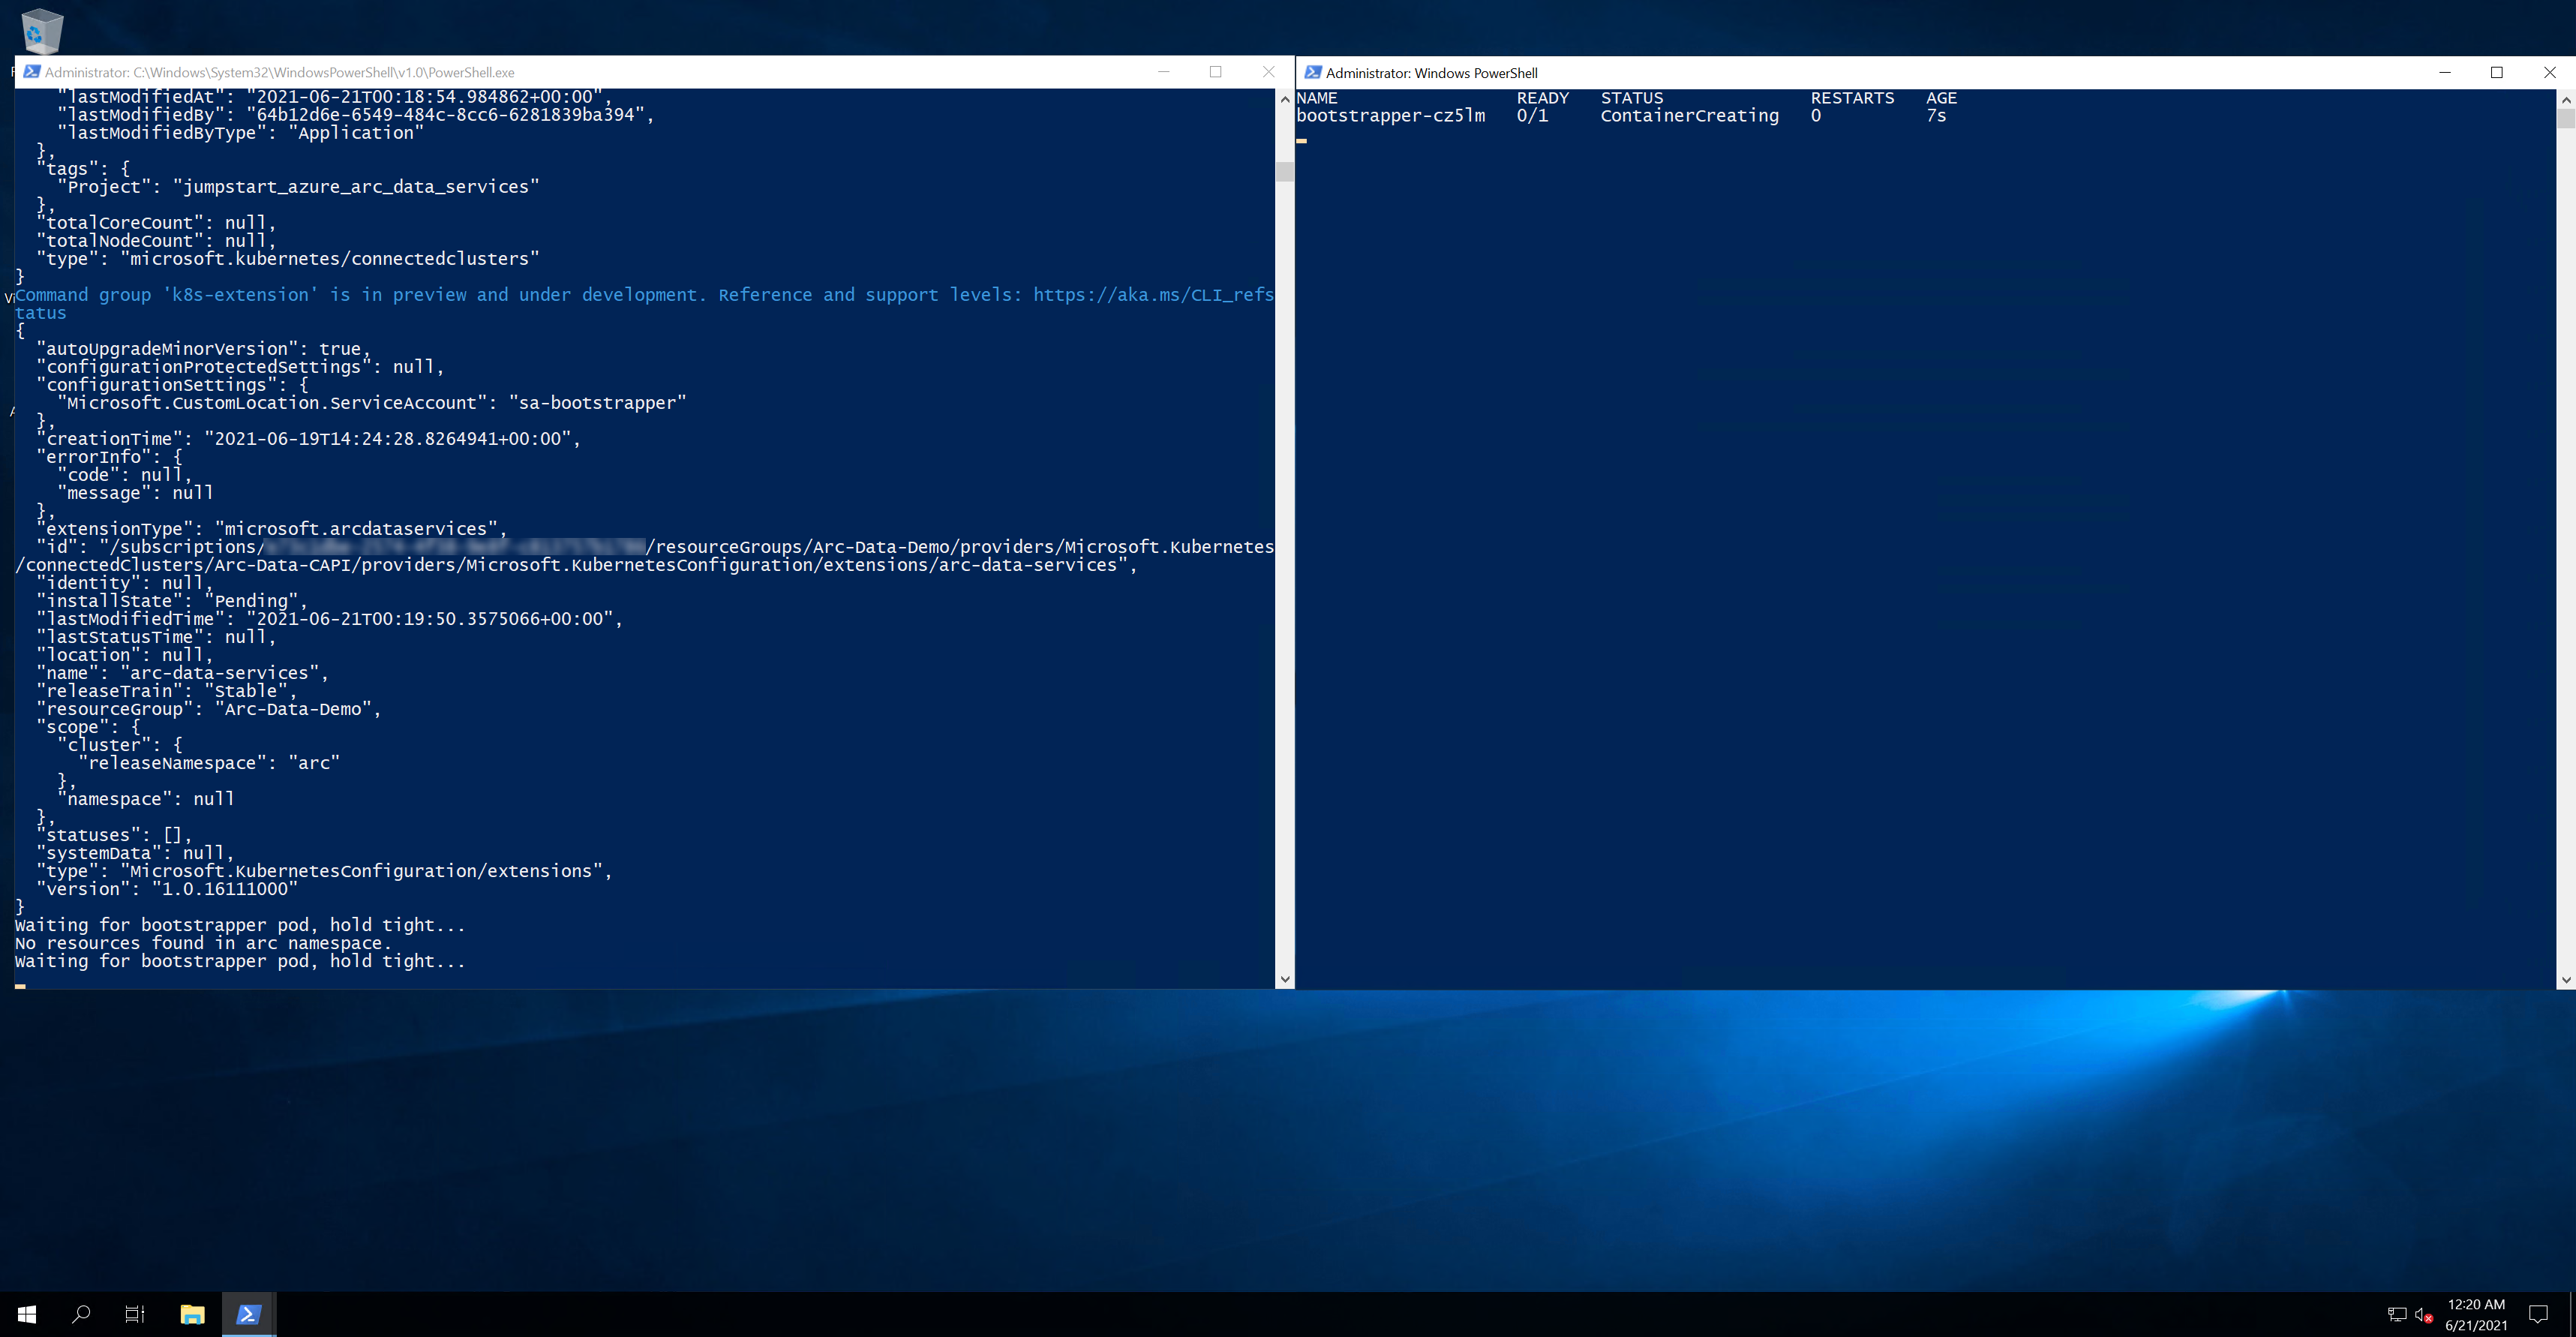 Administrator: C:\Windows\System32\WindowsPowerShell\v1.0\PowerShell.exe
    "lastModifiedAt": "2021-06-21T00:18:54.984862+00:00",
    "lastModifiedBy": "64b12d6e-6549-484c-8cc6-6281839ba394",
    "lastModifiedByType": "Application"
  },
  "tags": {
    "Project": "jumpstart_azure_arc_data_services"
  },
  "totalCoreCount": null,
  "totalNodeCount": null,
  "type": "microsoft.kubernetes/connectedclusters"
}
Command group 'k8s-extension' is in preview and under development. Reference and support levels: https://aka.ms/CLI_refs
tatus
{
  "autoUpgradeMinorVersion": true,
  "configurationProtectedSettings": null,
  "configurationSettings": {
    "Microsoft.CustomLocation.ServiceAccount": "sa-bootstrapper"
  },
  "creationTime": "2021-06-19T14:24:28.8264941+00:00",
  "errorInfo": {
    "code": null,
    "message": null
  },
  "extensionType": "microsoft.arcdataservices",
  "id": "/subscriptions/ /resourceGroups/Arc-Data-Demo/providers/Microsoft.Kubernetes
/connectedClusters/Arc-Data-CAPI/providers/Microsoft.KubernetesConfiguration/extensions/arc-data-services",
  "identity": null,
  "installState": "Pending",
  "lastModifiedTime": "2021-06-21T00:19:50.3575066+00:00",
  "lastStatusTime": null,
  "location": null,
  "name": "arc-data-services",
  "releaseTrain": "Stable",
  "resourceGroup": "Arc-Data-Demo",
  "scope": {
    "cluster": {
      "releaseNamespace": "arc"
    },
    "namespace": null
  },
  "statuses": [],
  "systemData": null,
  "type": "Microsoft.KubernetesConfiguration/extensions",
  "version": "1.0.16111000"
}
Waiting for bootstrapper pod, hold tight...
No resources found in arc namespace.
Waiting for bootstrapper pod, hold tight...
Administrator: Windows PowerShell
NAME READY STATUS RESTARTS AGE
bootstrapper-cz5lm 0/1 ContainerCreating 0 7s
12:20 AM
6/21/2021